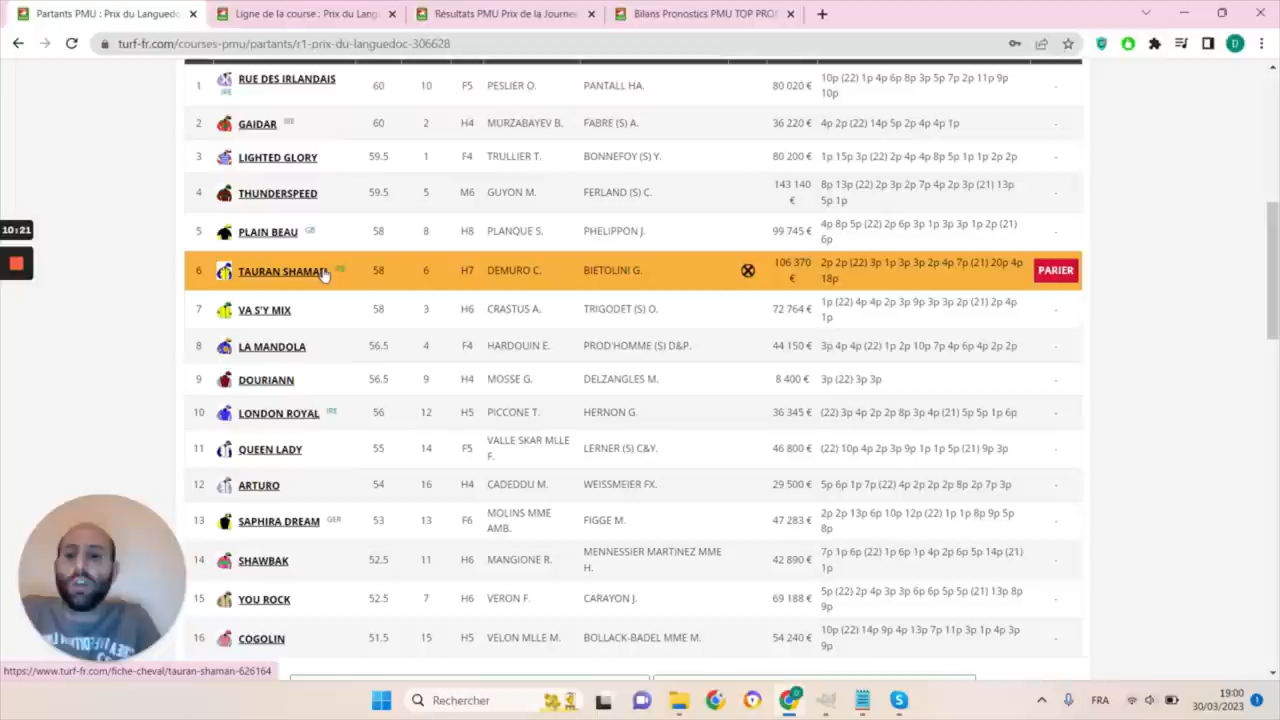 Partants PMU : Prix du Languedo
Ligne de la course : Prix du Lang
Résultats PMU Prix de la Journe
Bilans Pronostics PMU TOP PRO
turf-fr.com/courses-pmu/partants/r1-prix-du-languedoc-306628
D
1 RUE DES IRLANDAIS IRE 60 10 F5 PESLIER O. PANTALL HA. 80 020 € 10p (22) 1p 4p 6p 8p 3p 5p 7p 2p 11p 9p
10p -
2 GAIDAR 60 2 H4 MURZABAYEV B. FABRE (S) A. 36 220 € 4p 2p (22) 14p 5p 2p 4p 4p 1p -
3 LIGHTED GLORY 59.5 1 F4 TRULLIER T. BONNEFOY (S) Y. 80 200 € 1p 15p 3p (22) 2p 4p 4p 8p 5p 1p 1p 2p 2p -
4 THUNDERSPEED 59.5 5 M6 GUYON M. FERLAND (S) C. 143 140
€ 8p 13p (22) 2p 3p 2p 7p 4p 2p 3p (21) 13p
5p 1p -
5 PLAIN BEAU GB 58 8 H8 PLANQUE S. PHELIPPON J. 99 745 € 4p 8p 5p (22) 2p 6p 3p 1p 3p 3p 1p 2p (21)
6p -
6 TAURAN SHAMAN 58 6 H7 DEMURO C. BIETOLINI G. 106 370
€ 2p 2p (22) 3p 1p 3p 3p 2p 4p 7p (21) 20p 4p
18p PARIER
7 VA S'Y MIX 58 3 H6 CRASTUS A. TRIGODET (S) O. 72 764 € 1p (22) 4p 4p 2p 3p 9p 3p 3p 2p (21) 2p 4p
1p -
8 LA MANDOLA 56.5 4 F4 HARDOUIN E. PROD'HOMME (S) D&P. 44 150 € 3p 4p 4p (22) 1p 2p 10p 7p 4p 6p 4p 2p 2p -
9 DOURIANN 56.5 9 H4 MOSSE G. DELZANGLES M. 8 400 € 3p (22) 3p 3p -
10 LONDON ROYAL IRE 56 12 H5 PICCONE T. HERNON G. 36 345 € (22) 3p 4p 2p 2p 8p 3p 4p (21) 5p 5p 1p 6p -
11 QUEEN LADY 55 14 F5 VALLE SKAR MLLE
F. LERNER (S) C&Y. 46 800 € (22) 10p 4p 2p 3p 9p 1p 1p 5p (21) 9p 3p -
12 ARTURO 54 16 H4 CADEDDU M. WEISSMEIER FX. 29 500 € 5p 6p 1p 7p (22) 4p 2p 2p 2p 8p 2p 7p 3p -
13 SAPHIRA DREAM GER 53 13 F6 MOLINS MME
AMB. FIGGE M. 47 283 € 2p 2p 13p 6p 10p 12p (22) 1p 1p 8p 9p 5p
8p -
14 SHAWBAK 52.5 11 H6 MANGIONE R. MENNESSIER MARTINEZ MME
H. 42 890 € 7p 1p 6p (22) 1p 6p 1p 4p 2p 6p 5p 14p (21)
1p -
15 YOU ROCK 52.5 7 H6 VERON F. CARAYON J. 69 188 € 5p (22) 2p 4p 3p 3p 6p 6p 5p 5p (21) 13p 8p
9p -
16 COGOLIN 51.5 15 H5 VELON MLLE M. BOLLACK-BADEL MME M. 54 240 € 10p (22) 14p 9p 4p 13p 7p 11p 3p 1p 4p 3p
9p -
10:21
https://www.turf-fr.com/fiche-cheval/tauran-shaman-626164
Rechercher
FRA
19:00
30/03/2023